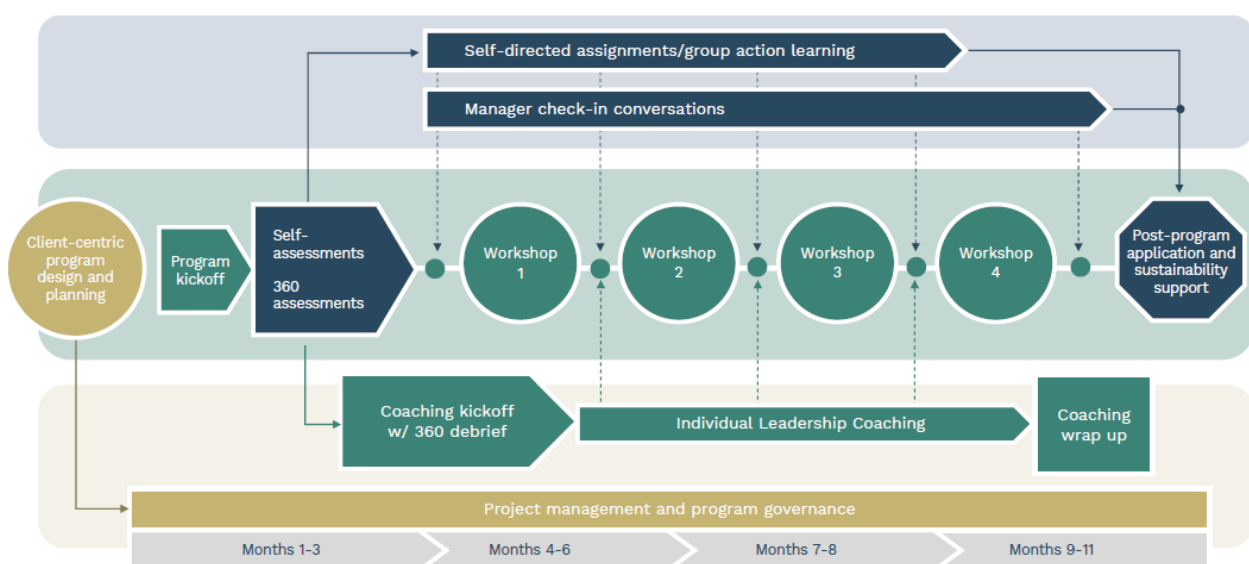 Self-directed assignments/group action learning
Manager check-in conversations
Client-centric
program
design and
planning
Program
kickoff
Self-
assessments
360
assessments
Workshop
1
Workshop
2
Workshop
3
Workshop
4
Post-program
application and
sustainability
support
Coaching kickoff
w/ 360 debrief
Individual Leadership Coaching
Coaching
wrap up
Project management and program governance
Months 1-3
Months 4-6
Months 7-8
Months 9-11